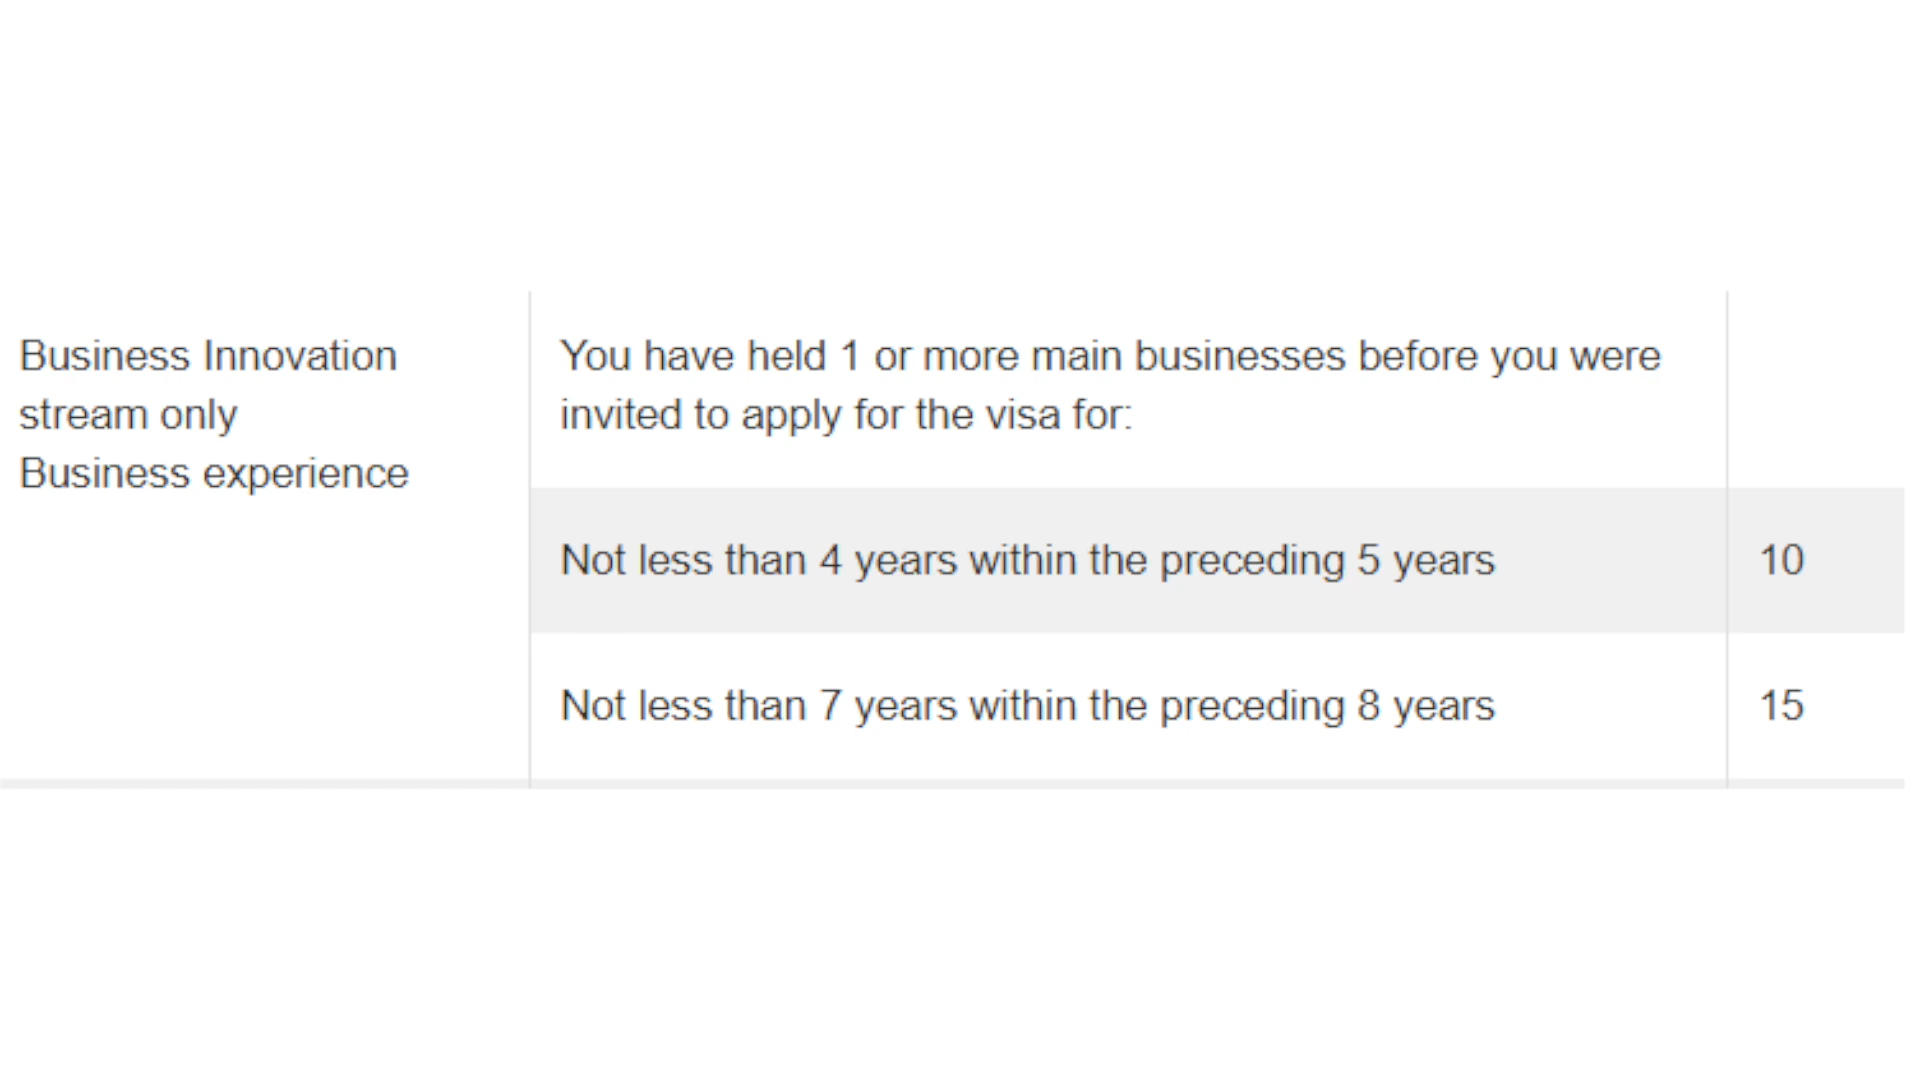 Business Innovation
stream only
Business experience
You have held 1 or more main businesses before you were
invited to apply for the visa for:
Not less than 4 years within the preceding 5 years
10
Not less than 7 years within the preceding 8 years
15